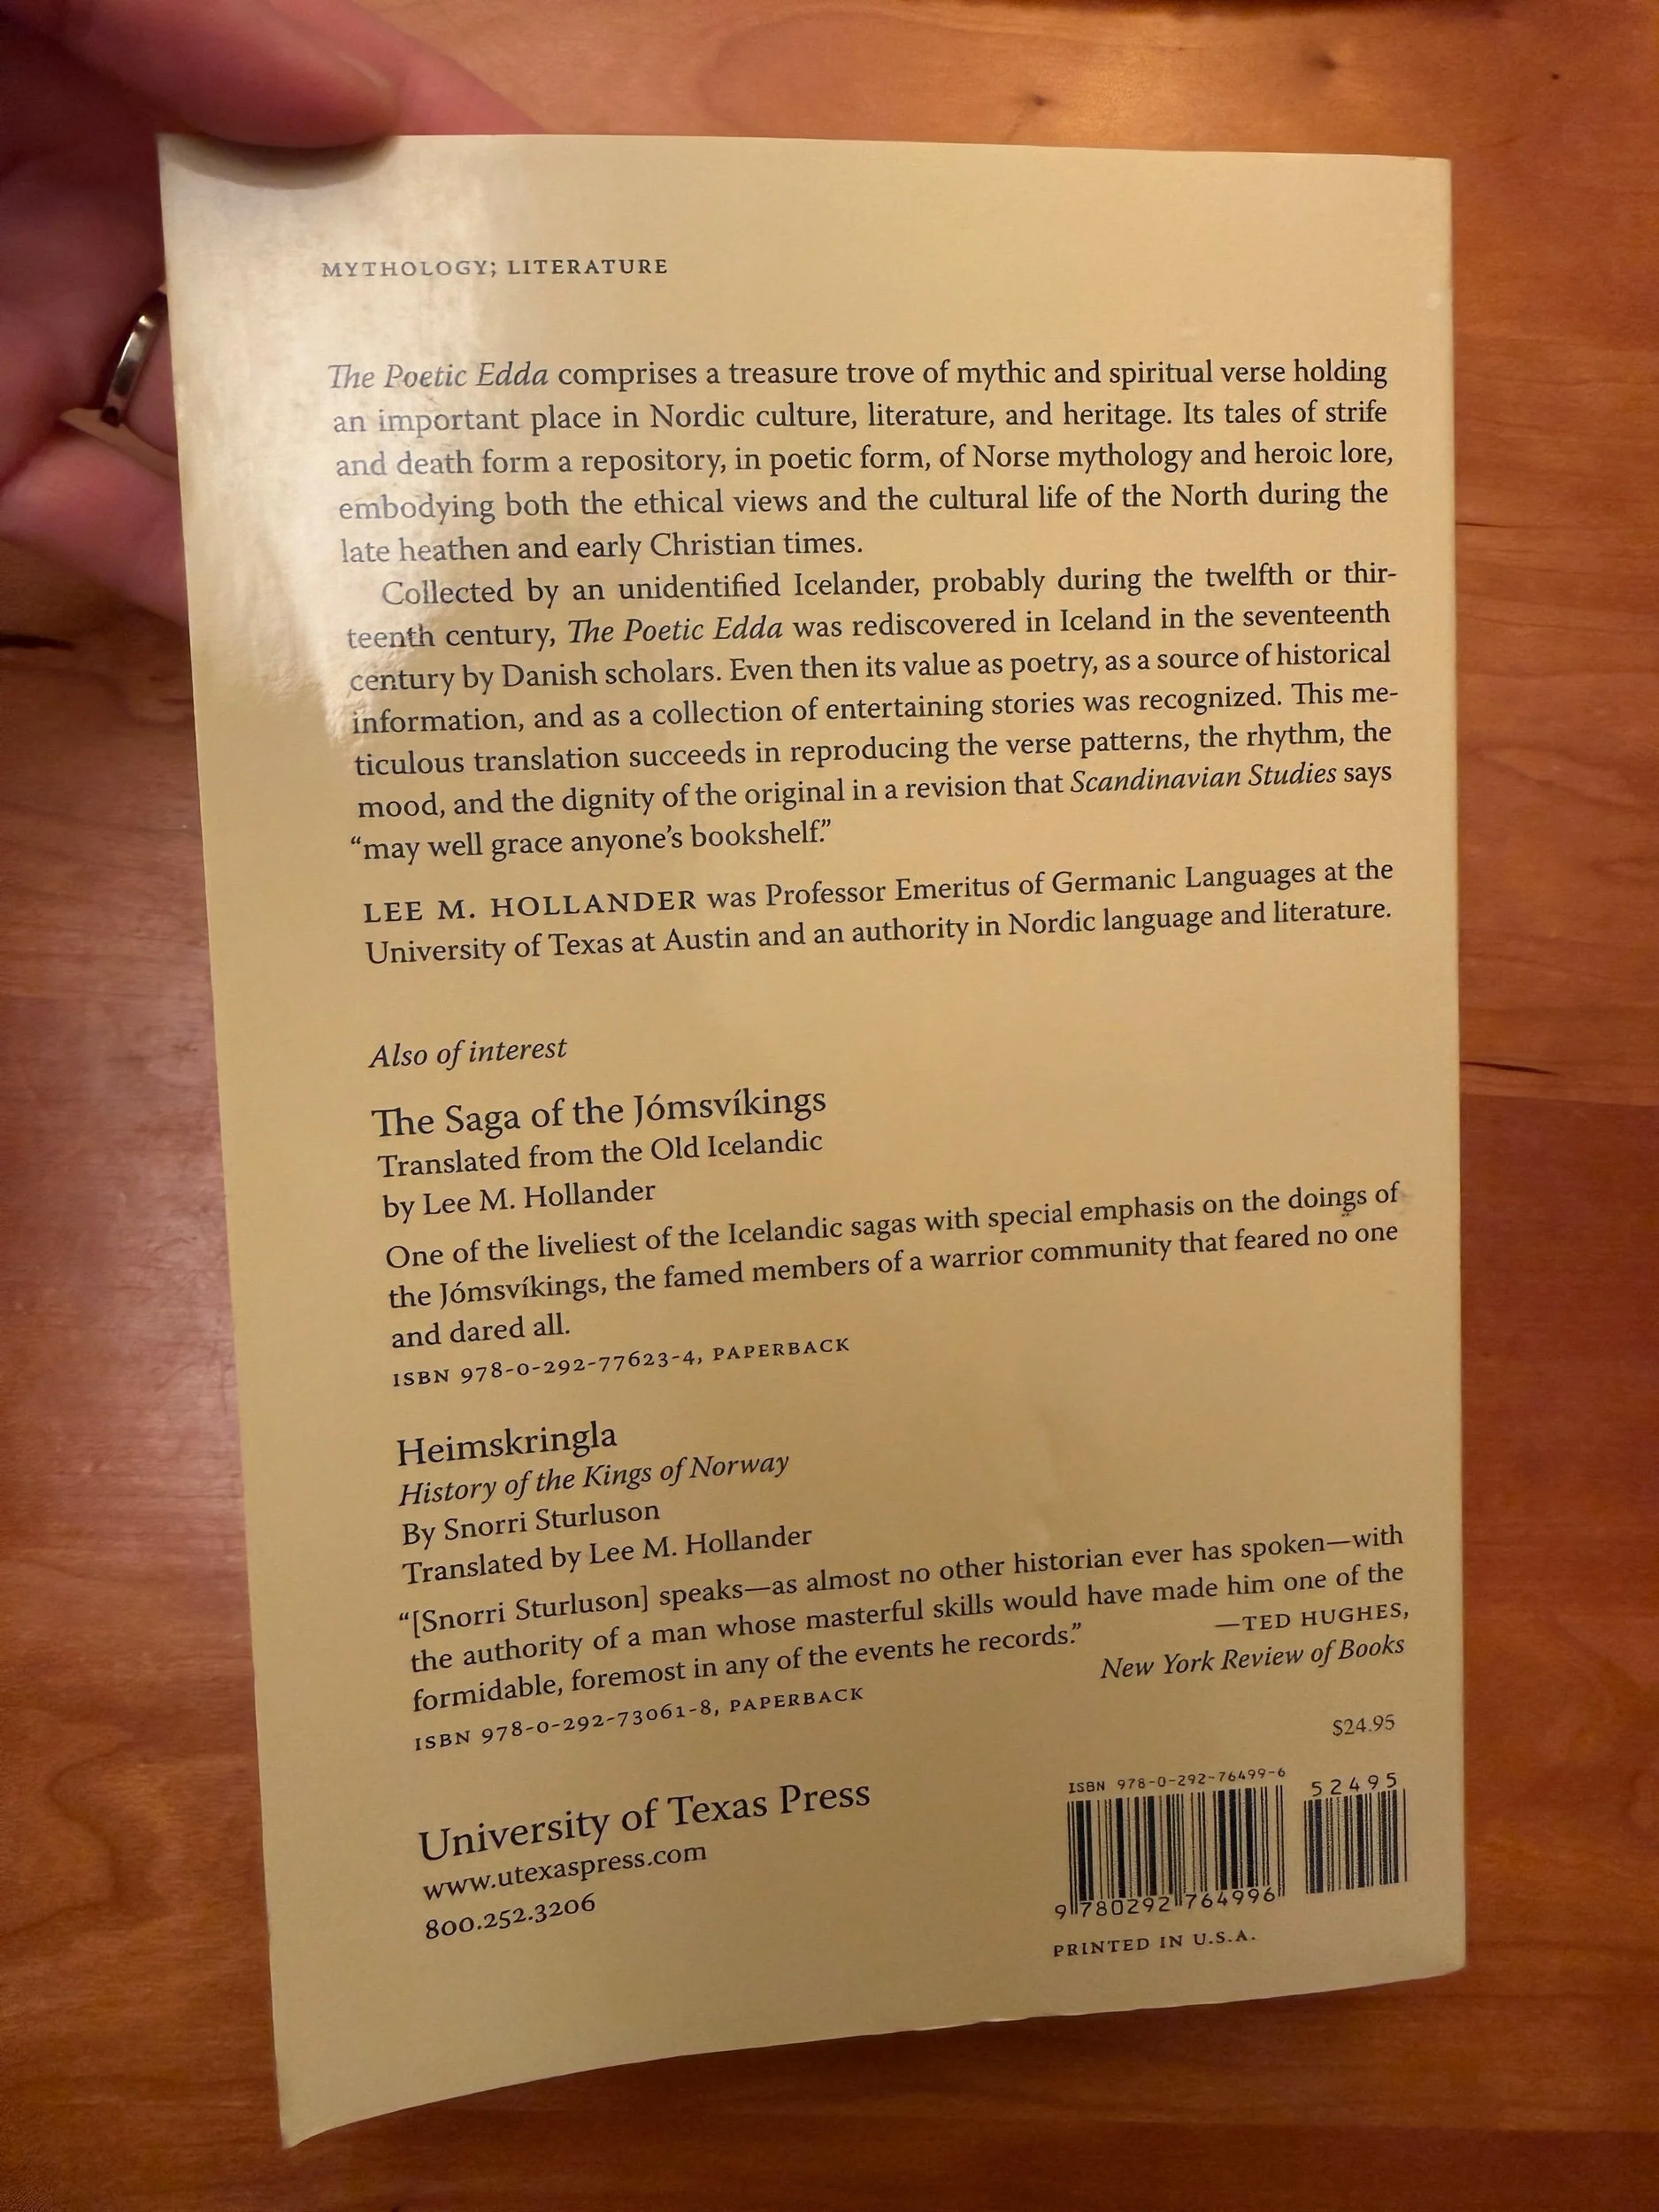 MYTHOLOGY; LITERATURE
The Poetic Edda comprises a treasure trove of mythic and spiritual verse holding
an important place in Nordic culture, literature, and heritage. Its tales of strife
and death form a repository, in poetic form, of Norse mythology and heroic lore,
embodying both the ethical views and the cultural life of the North during the
late heathen and early Christian times.
Collected by an unidentified Icelander, probably during the twelfth or thir-
teenth century, The Poetic Edda was rediscovered in Iceland in the seventeenth
century by Danish scholars. Even then its value as poetry, as a source of historical
information, and as a collection of entertaining stories was recognized. This me-
ticulous translation succeeds in reproducing the verse patterns, the rhythm, the
mood, and the dignity of the original in a revision that Scandinavian Studies says
“may well grace anyone’s bookshelf.”
LEE M. HOLLANDER was Professor Emeritus of Germanic Languages at the
University of Texas at Austin and an authority in Nordic language and literature.
Also of interest
The Saga of the Jómsvíkings
Translated from the Old Icelandic
by Lee M. Hollander
One of the liveliest of the Icelandic sagas with special emphasis on the doings of
the Jómsvíkings, the famed members of a warrior community that feared no one
and dared all.
ISBN 978-0-292-77623-4, PAPERBACK
Heimskringla
History of the Kings of Norway
By Snorri Sturluson
Translated by Lee M. Hollander
“[Snorri Sturluson] speaks—as almost no other historian ever has spoken—with
the authority of a man whose masterful skills would have made him one of the
formidable, foremost in any of the events he records.”
—TED HUGHES,
New York Review of Books
ISBN 978-0-292-73061-8, PAPERBACK
$24.95
University of Texas Press
www.utexaspress.com
800.252.3206
ISBN 978-0-292-76499-6
52495
9 780292 764996
PRINTED IN U.S.A.